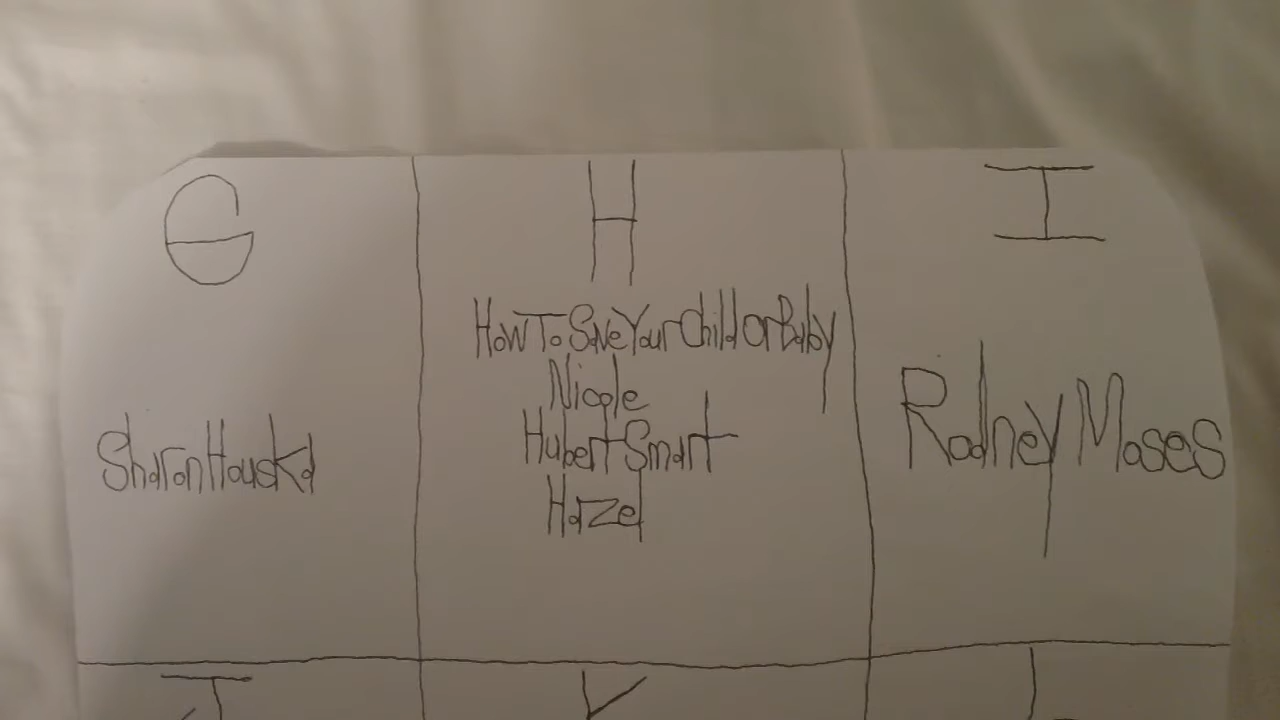 G
H
I
How To Save Your Child Or Baby
Nicole
Hubert Smart
Hazel
Sharon Houska
Rodney Moses
J
K